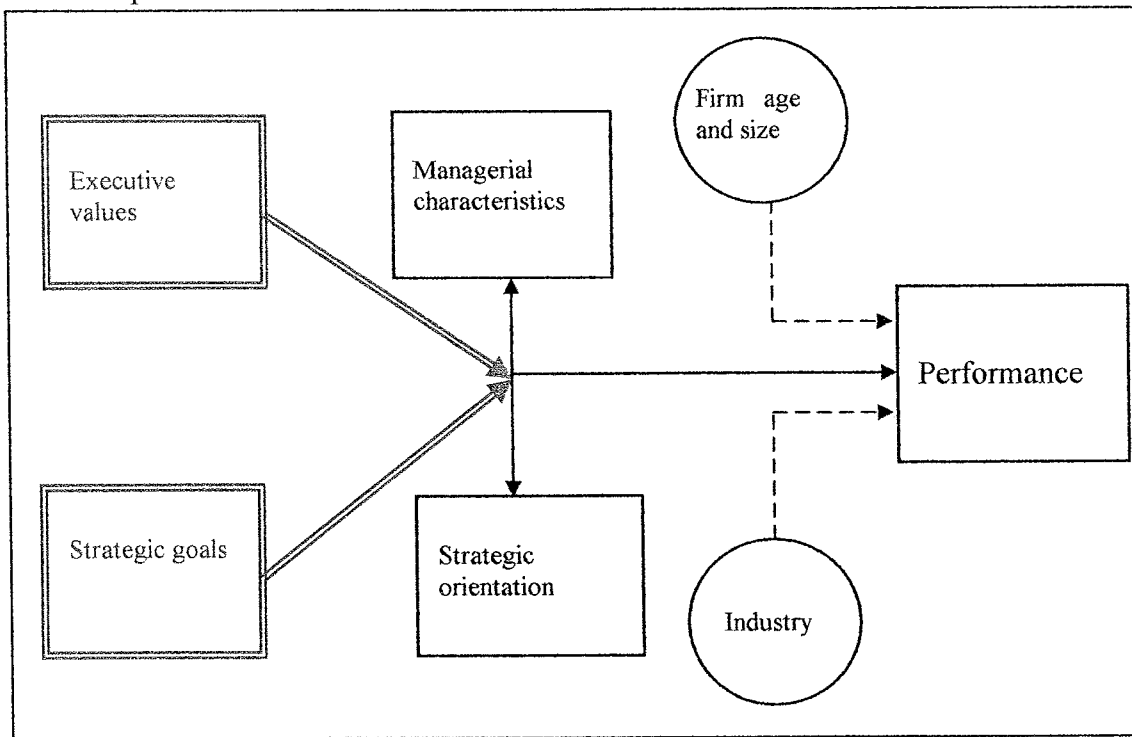 Executive
values
Managerial
characteristics
Firm age
and size
Performance
Strategic goals
Strategic
orientation
Industry